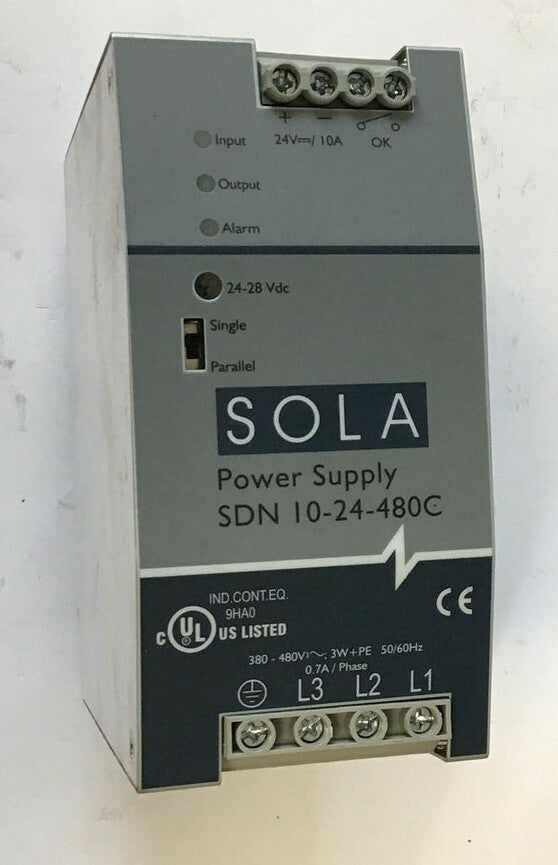 + −
24V⎓/ 10A OK
Input
Output
Alarm
24-28 Vdc
Single
Parallel
SOLA
Power Supply
SDN 10-24-480C
IND.CONT.EQ.
9HA0
C UL ® US LISTED
CE
380 - 480V3~; 3W+PE 50/60Hz
0.7A / Phase
L3 L2 L1